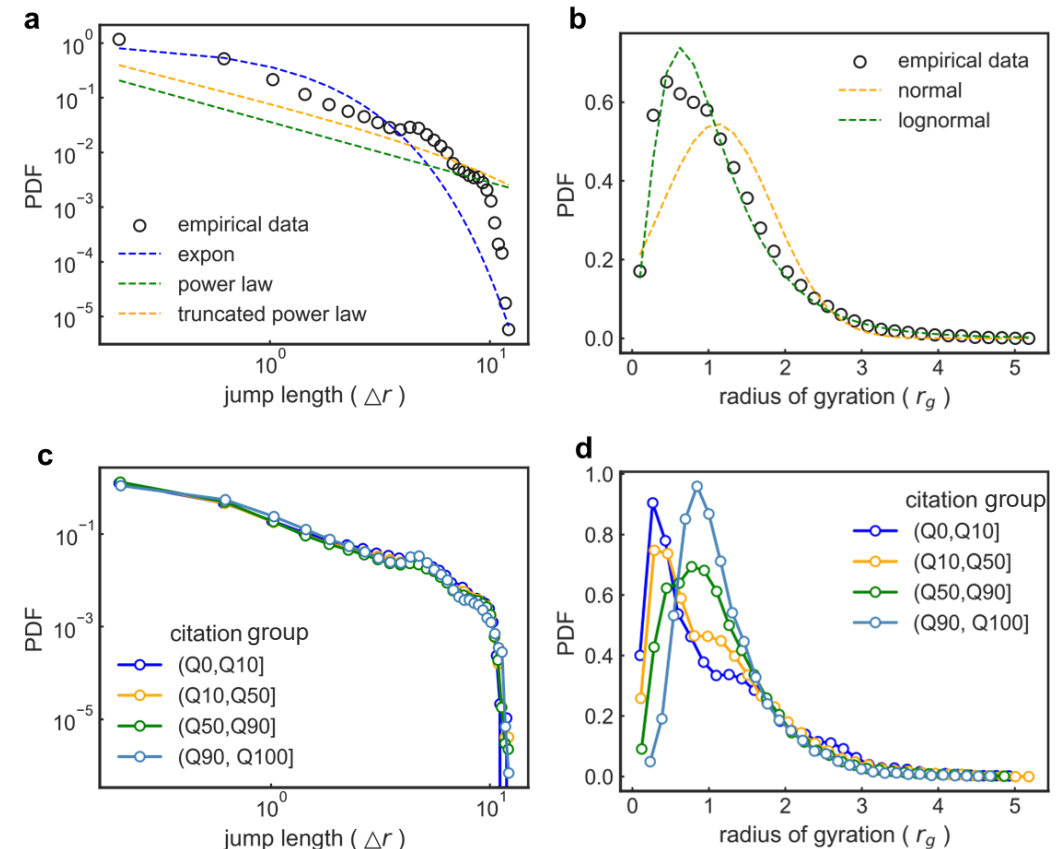 a
10^0
10^-1
10^-2
10^-3
10^-4
10^-5
PDF
empirical data
expon
power law
truncated power law
10^0
10^1
jump length ( △r )
b
0.6
0.4
0.2
0.0
PDF
empirical data
normal
lognormal
0 1 2 3 4 5
radius of gyration ( r_g )
c
10^-1
10^-3
10^-5
PDF
citation group
(Q0,Q10]
(Q10,Q50]
(Q50,Q90]
(Q90, Q100]
10^0
10^1
jump length ( △r )
d
1.0
0.8
0.6
0.4
0.2
0.0
PDF
citation group
(Q0,Q10]
(Q10,Q50]
(Q50,Q90]
(Q90, Q100]
0 1 2 3 4 5
radius of gyration ( r_g )